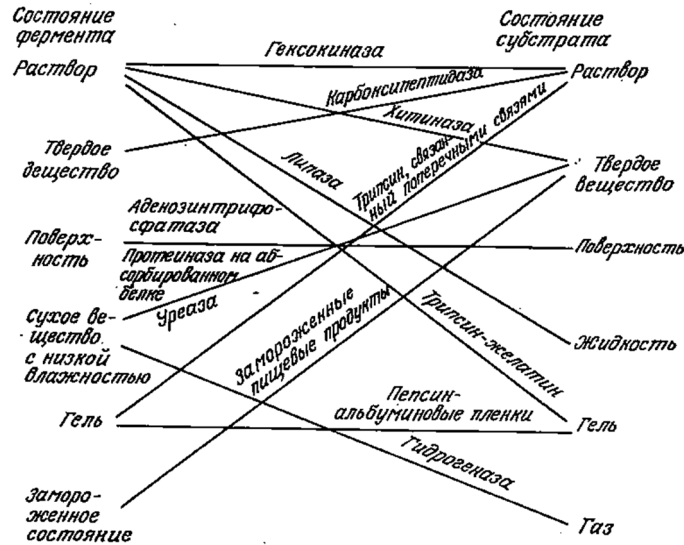 Состояние
фермента
Состояние
субстрата
Гексокиназа
Раствор
Раствор
Карбоксипептидаза
Хитиназа
Твердое
дещество
Липаза
Трипсин, связан-
ный поперечными связями
Твердое
вещество
Аденозинтрифо-
сфатаза
Поверх-
ность
Поверхность
Протеиназа на аб-
сорбированном
белке
Уреаза
Сухое ве-
щество
с низкой
влажностью
Замороженные
пищевые продукты
Трипсин-желатин
Жидкость
Гель
Пепсин-
альбуминовые пленки
Гель
Гидрогеназа
Заморо-
женное
состояние
Газ